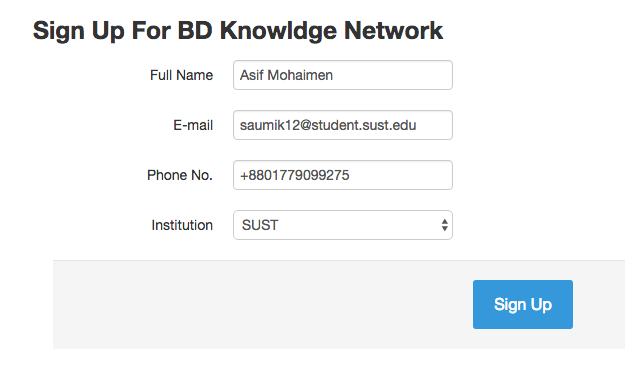 Sign Up For BD Knowldge Network
Full Name Asif Mohaimen
E-mail saumik12@student.sust.edu
Phone No. +8801779099275
Institution SUST
Sign Up